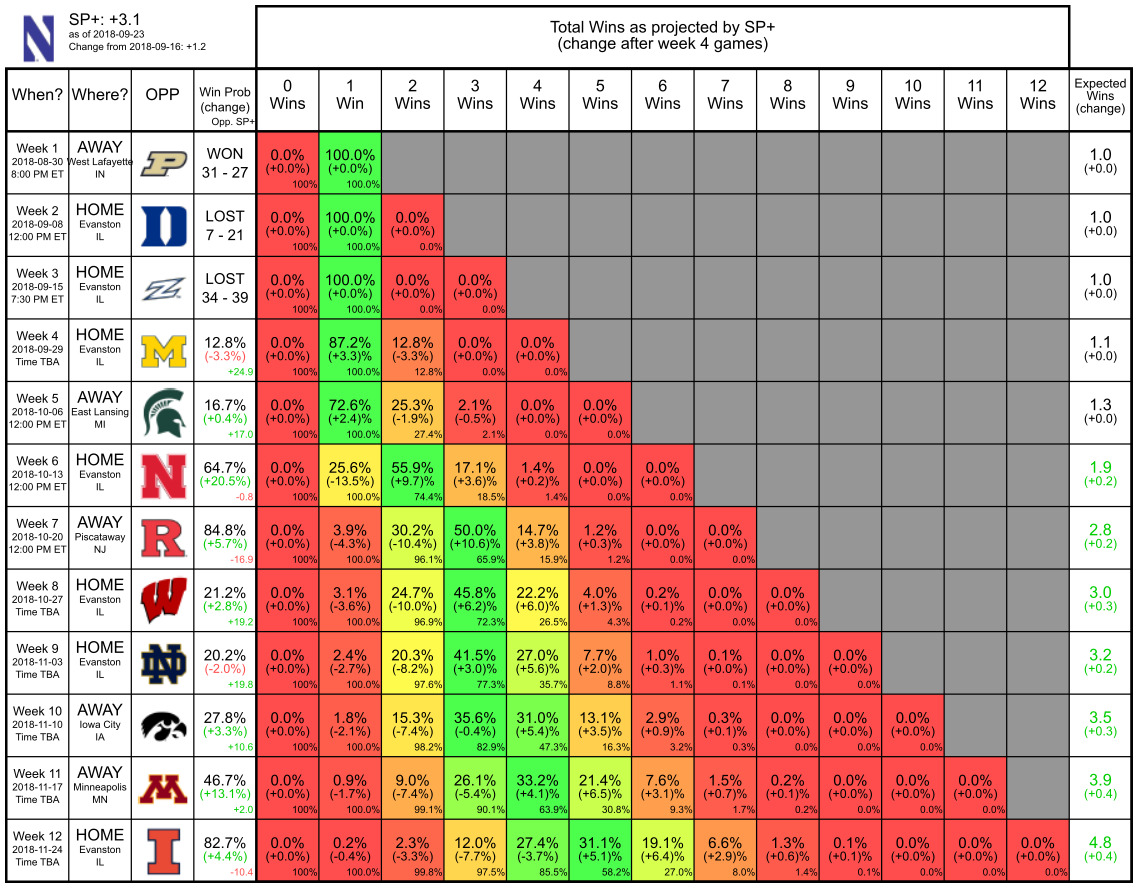 N
SP+: +3.1
as of 2018-09-23
Change from 2018-09-16: +1.2
Total Wins as projected by SP+
(change after week 4 games)
When? Where? OPP Win Prob (change) Opp. SP+ 0 Wins 1 Win 2 Wins 3 Wins 4 Wins 5 Wins 6 Wins 7 Wins 8 Wins 9 Wins 10 Wins 11 Wins 12 Wins Expected Wins (change)
Week 1 AWAY P WON 0.0% 100.0% 1.0
2018-08-30 West Lafayette (+0.0%) (+0.0%) (+0.0)
8:00 PM ET IN 31 - 27 100% 100.0%
Week 2 HOME D LOST 0.0% 100.0% 0.0% 1.0
2018-09-08 Evanston (+0.0%) (+0.0%) (+0.0%) (+0.0)
12:00 PM ET IL 7 - 21 100% 100.0% 0.0%
Week 3 HOME Z LOST 0.0% 100.0% 0.0% 0.0% 1.0
2018-09-15 Evanston (+0.0%) (+0.0%) (+0.0%) (+0.0%) (+0.0)
7:30 PM ET IL 34 - 39 100% 100.0% 0.0% 0.0%
Week 4 HOME M 12.8% 0.0% 87.2% 12.8% 0.0% 0.0% 1.1
2018-09-29 Evanston (-3.3%) (+0.0%) (+3.3)% (-3.3%) (+0.0%) (+0.0%) (+0.0)
Time TBA IL +24.9 100% 100.0% 12.8% 0.0% 0.0%
Week 5 AWAY 16.7% 0.0% 72.6% 25.3% 2.1% 0.0% 0.0% 1.3
2018-10-06 East Lansing (+0.4%) (+0.0%) (+2.4)% (-1.9%) (-0.5%) (+0.0%) (+0.0%) (+0.0)
12:00 PM ET MI +17.0 100% 100.0% 27.4% 2.1% 0.0% 0.0%
Week 6 HOME N 64.7% 0.0% 25.6% 55.9% 17.1% 1.4% 0.0% 0.0% 1.9
2018-10-13 Evanston (+20.5%) (+0.0%) (-13.5%) (+9.7)% (+3.6)% (+0.2)% (+0.0%) (+0.0%) (+0.2)
12:00 PM ET IL -0.8 100% 100.0% 74.4% 18.5% 1.4% 0.0% 0.0%
Week 7 AWAY R 84.8% 0.0% 3.9% 30.2% 50.0% 14.7% 1.2% 0.0% 0.0% 2.8
2018-10-20 Piscataway (+5.7%) (+0.0%) (-4.3%) (-10.4%) (+10.6)% (+3.8)% (+0.3)% (+0.0%) (+0.0%) (+0.2)
12:00 PM ET NJ -16.9 100% 100.0% 96.1% 65.9% 15.9% 1.2% 0.0% 0.0%
Week 8 HOME W 21.2% 0.0% 3.1% 24.7% 45.8% 22.2% 4.0% 0.2% 0.0% 0.0% 3.0
2018-10-27 Evanston (+2.8%) (+0.0%) (-3.6%) (-10.0%) (+6.2)% (+6.0)% (+1.3)% (+0.1)% (+0.0%) (+0.0%) (+0.3)
Time TBA IL +19.2 100% 100.0% 96.9% 72.3% 26.5% 4.3% 0.2% 0.0% 0.0%
Week 9 HOME ND 20.2% 0.0% 2.4% 20.3% 41.5% 27.0% 7.7% 1.0% 0.1% 0.0% 0.0% 3.2
2018-11-03 Evanston (-2.0%) (+0.0%) (-2.7%) (-8.2%) (+3.0)% (+5.6)% (+2.0)% (+0.3)% (+0.0%) (+0.0%) (+0.0%) (+0.2)
Time TBA IL +19.8 100% 100.0% 97.6% 77.3% 35.7% 8.8% 1.1% 0.1% 0.0% 0.0%
Week 10 AWAY 27.8% 0.0% 1.8% 15.3% 35.6% 31.0% 13.1% 2.9% 0.3% 0.0% 0.0% 0.0% 3.5
2018-11-10 Iowa City (+3.3%) (+0.0%) (-2.1%) (-7.4%) (-0.4%) (+5.4)% (+3.5)% (+0.9)% (+0.1)% (+0.0%) (+0.0%) (+0.0%) (+0.3)
Time TBA IA +10.6 100% 100.0% 98.2% 82.9% 47.3% 16.3% 3.2% 0.3% 0.0% 0.0% 0.0%
Week 11 AWAY M 46.7% 0.0% 0.9% 9.0% 26.1% 33.2% 21.4% 7.6% 1.5% 0.2% 0.0% 0.0% 0.0% 3.9
2018-11-17 Minneapolis (+13.1%) (+0.0%) (-1.7%) (-7.4%) (-5.4%) (+4.1)% (+6.5)% (+3.1)% (+0.7)% (+0.1)% (+0.0%) (+0.0%) (+0.0%) (+0.4)
Time TBA MN +2.0 100% 100.0% 99.1% 90.1% 63.9% 30.8% 9.3% 1.7% 0.2% 0.0% 0.0% 0.0%
Week 12 HOME I 82.7% 0.0% 0.2% 2.3% 12.0% 27.4% 31.1% 19.1% 6.6% 1.3% 0.1% 0.0% 0.0% 0.0% 4.8
2018-11-24 Evanston (+4.4%) (+0.0%) (-0.4%) (-3.3%) (-7.7%) (-3.7%) (+5.1)% (+6.4)% (+2.9)% (+0.6)% (+0.1)% (+0.0%) (+0.0%) (+0.0%) (+0.4)
Time TBA IL -10.4 100% 100.0% 99.8% 97.5% 85.5% 58.2% 27.0% 8.0% 1.4% 0.1% 0.0% 0.0% 0.0%